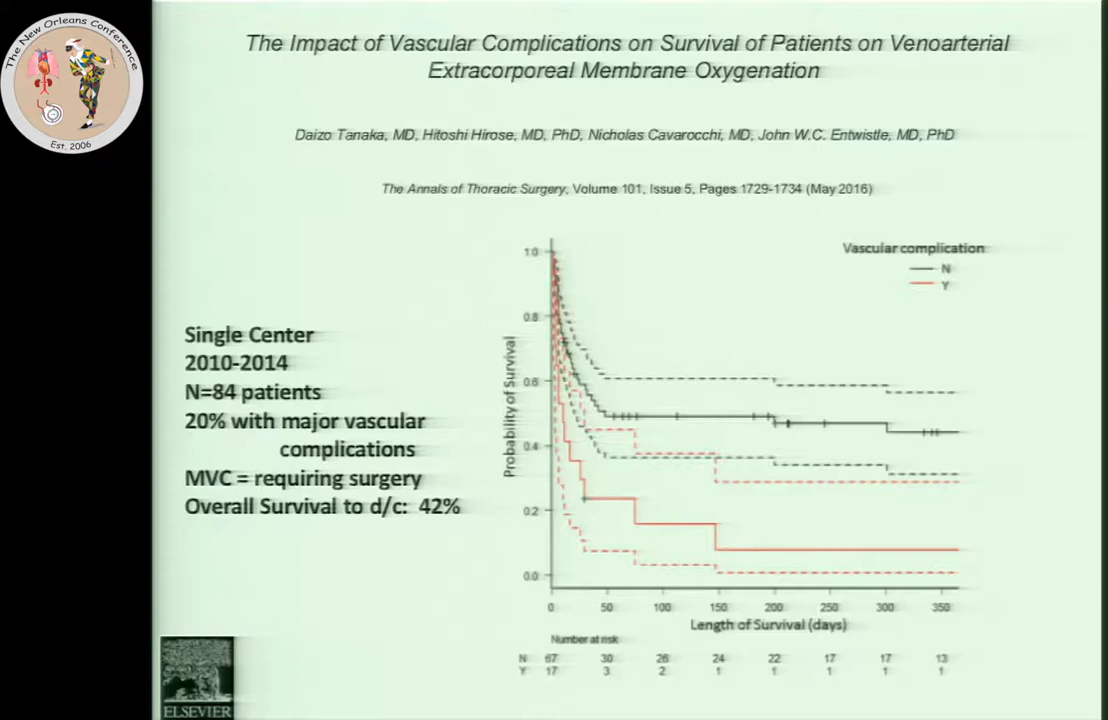 The New Orleans Conference
Est. 2006
The Impact of Vascular Complications on Survival of Patients on Venoarterial
Extracorporeal Membrane Oxygenation
Daizo Tanaka, MD, Hitoshi Hirose, MD, PhD, Nicholas Cavarocchi, MD, John W.C. Entwistle, MD, PhD
The Annals of Thoracic Surgery, Volume 101, Issue 5, Pages 1729-1734 (May 2016)
Single Center
2010-2014
N=84 patients
20% with major vascular
complications
MVC = requiring surgery
Overall Survival to d/c: 42%
Vascular complication
N
Y
Probability of Survival
1.0
0.8
0.6
0.4
0.2
0.0
0 50 100 150 200 250 300 350
Length of Survival (days)
Number at risk
N 67 30 26 24 22 17 17 13
Y 17 3 2 1 1 1 1 1
ELSEVIER